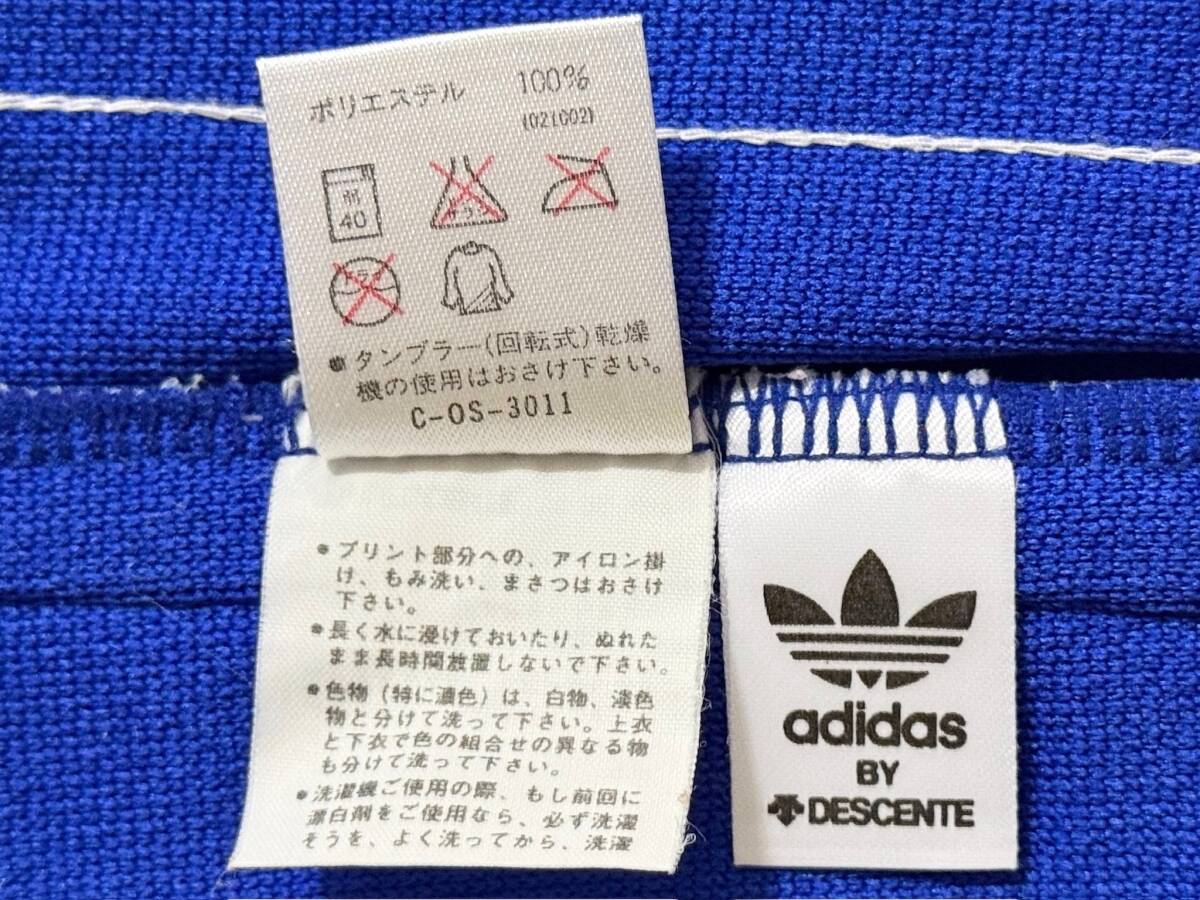 ポリエステル 100%
(021002)
弱
40
● タンブラー(回転式)乾燥
機の使用はおさけ下さい。
C-OS-3011
● プリント部分への、アイロン掛
け、もみ洗い、まさつはおさけ
下さい。
● 長く水に浸けておいたり、ぬれた
まま長時間放置しないで下さい。
● 色物(特に濃色)は、白物、淡色
物と分けて洗って下さい。上衣
と下衣で色の組合せの異なる物
も分けて洗って下さい。
● 洗濯機ご使用の際、もし前回に
漂白剤をご使用なら、必ず洗濯
そうを、よく洗ってから、洗濯
adidas
BY
DESCENTE